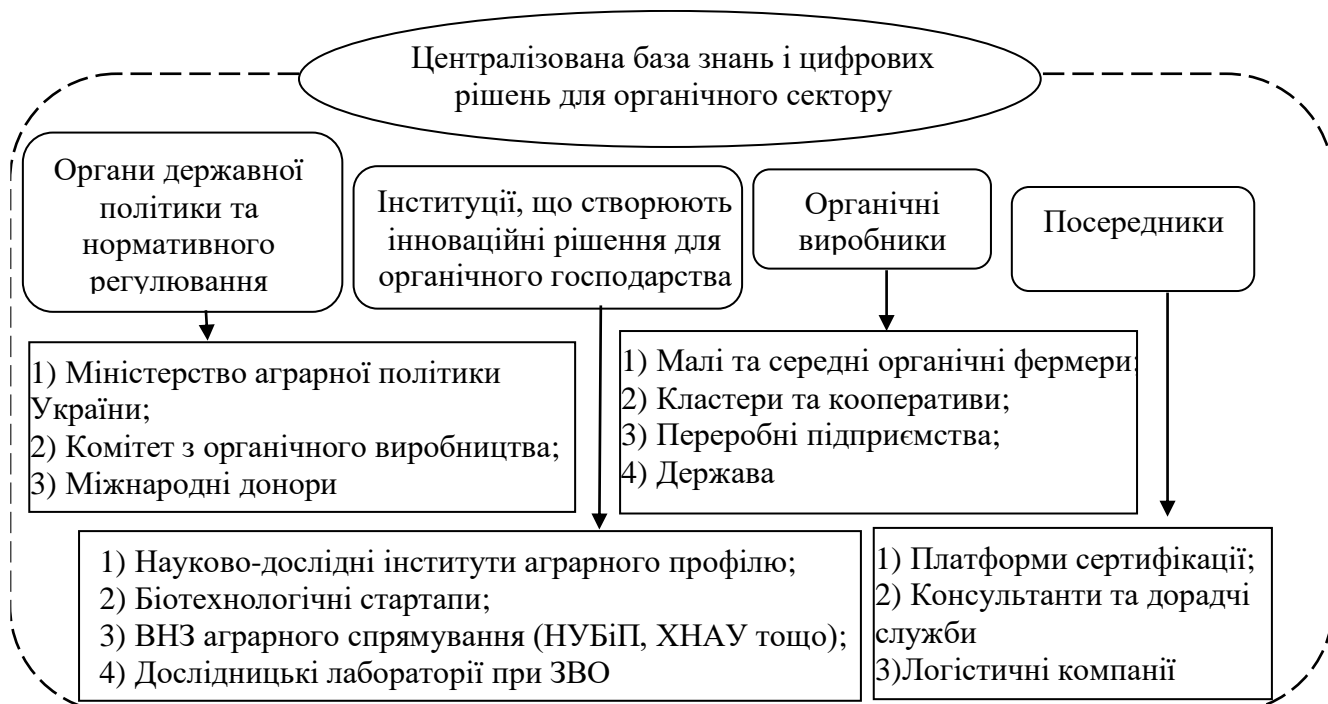 Централізована база знань і цифрових
рішень для органічного сектору
Органи державної
політики та
нормативного
регулювання
Інституції, що створюють
інноваційні рішення для
органічного господарства
Органічні
виробники
Посередники
1) Міністерство аграрної політики
України;
2) Комітет з органічного виробництва;
3) Міжнародні донори
1) Малі та середні органічні фермери;
2) Кластери та кооперативи;
3) Переробні підприємства;
4) Держава
1) Науково-дослідні інститути аграрного профілю;
2) Біотехнологічні стартапи;
3) ВНЗ аграрного спрямування (НУБіП, ХНАУ тощо);
4) Дослідницькі лабораторії при ЗВО
1) Платформи сертифікації;
2) Консультанти та дорадчі
служби
3)Логістичні компанії